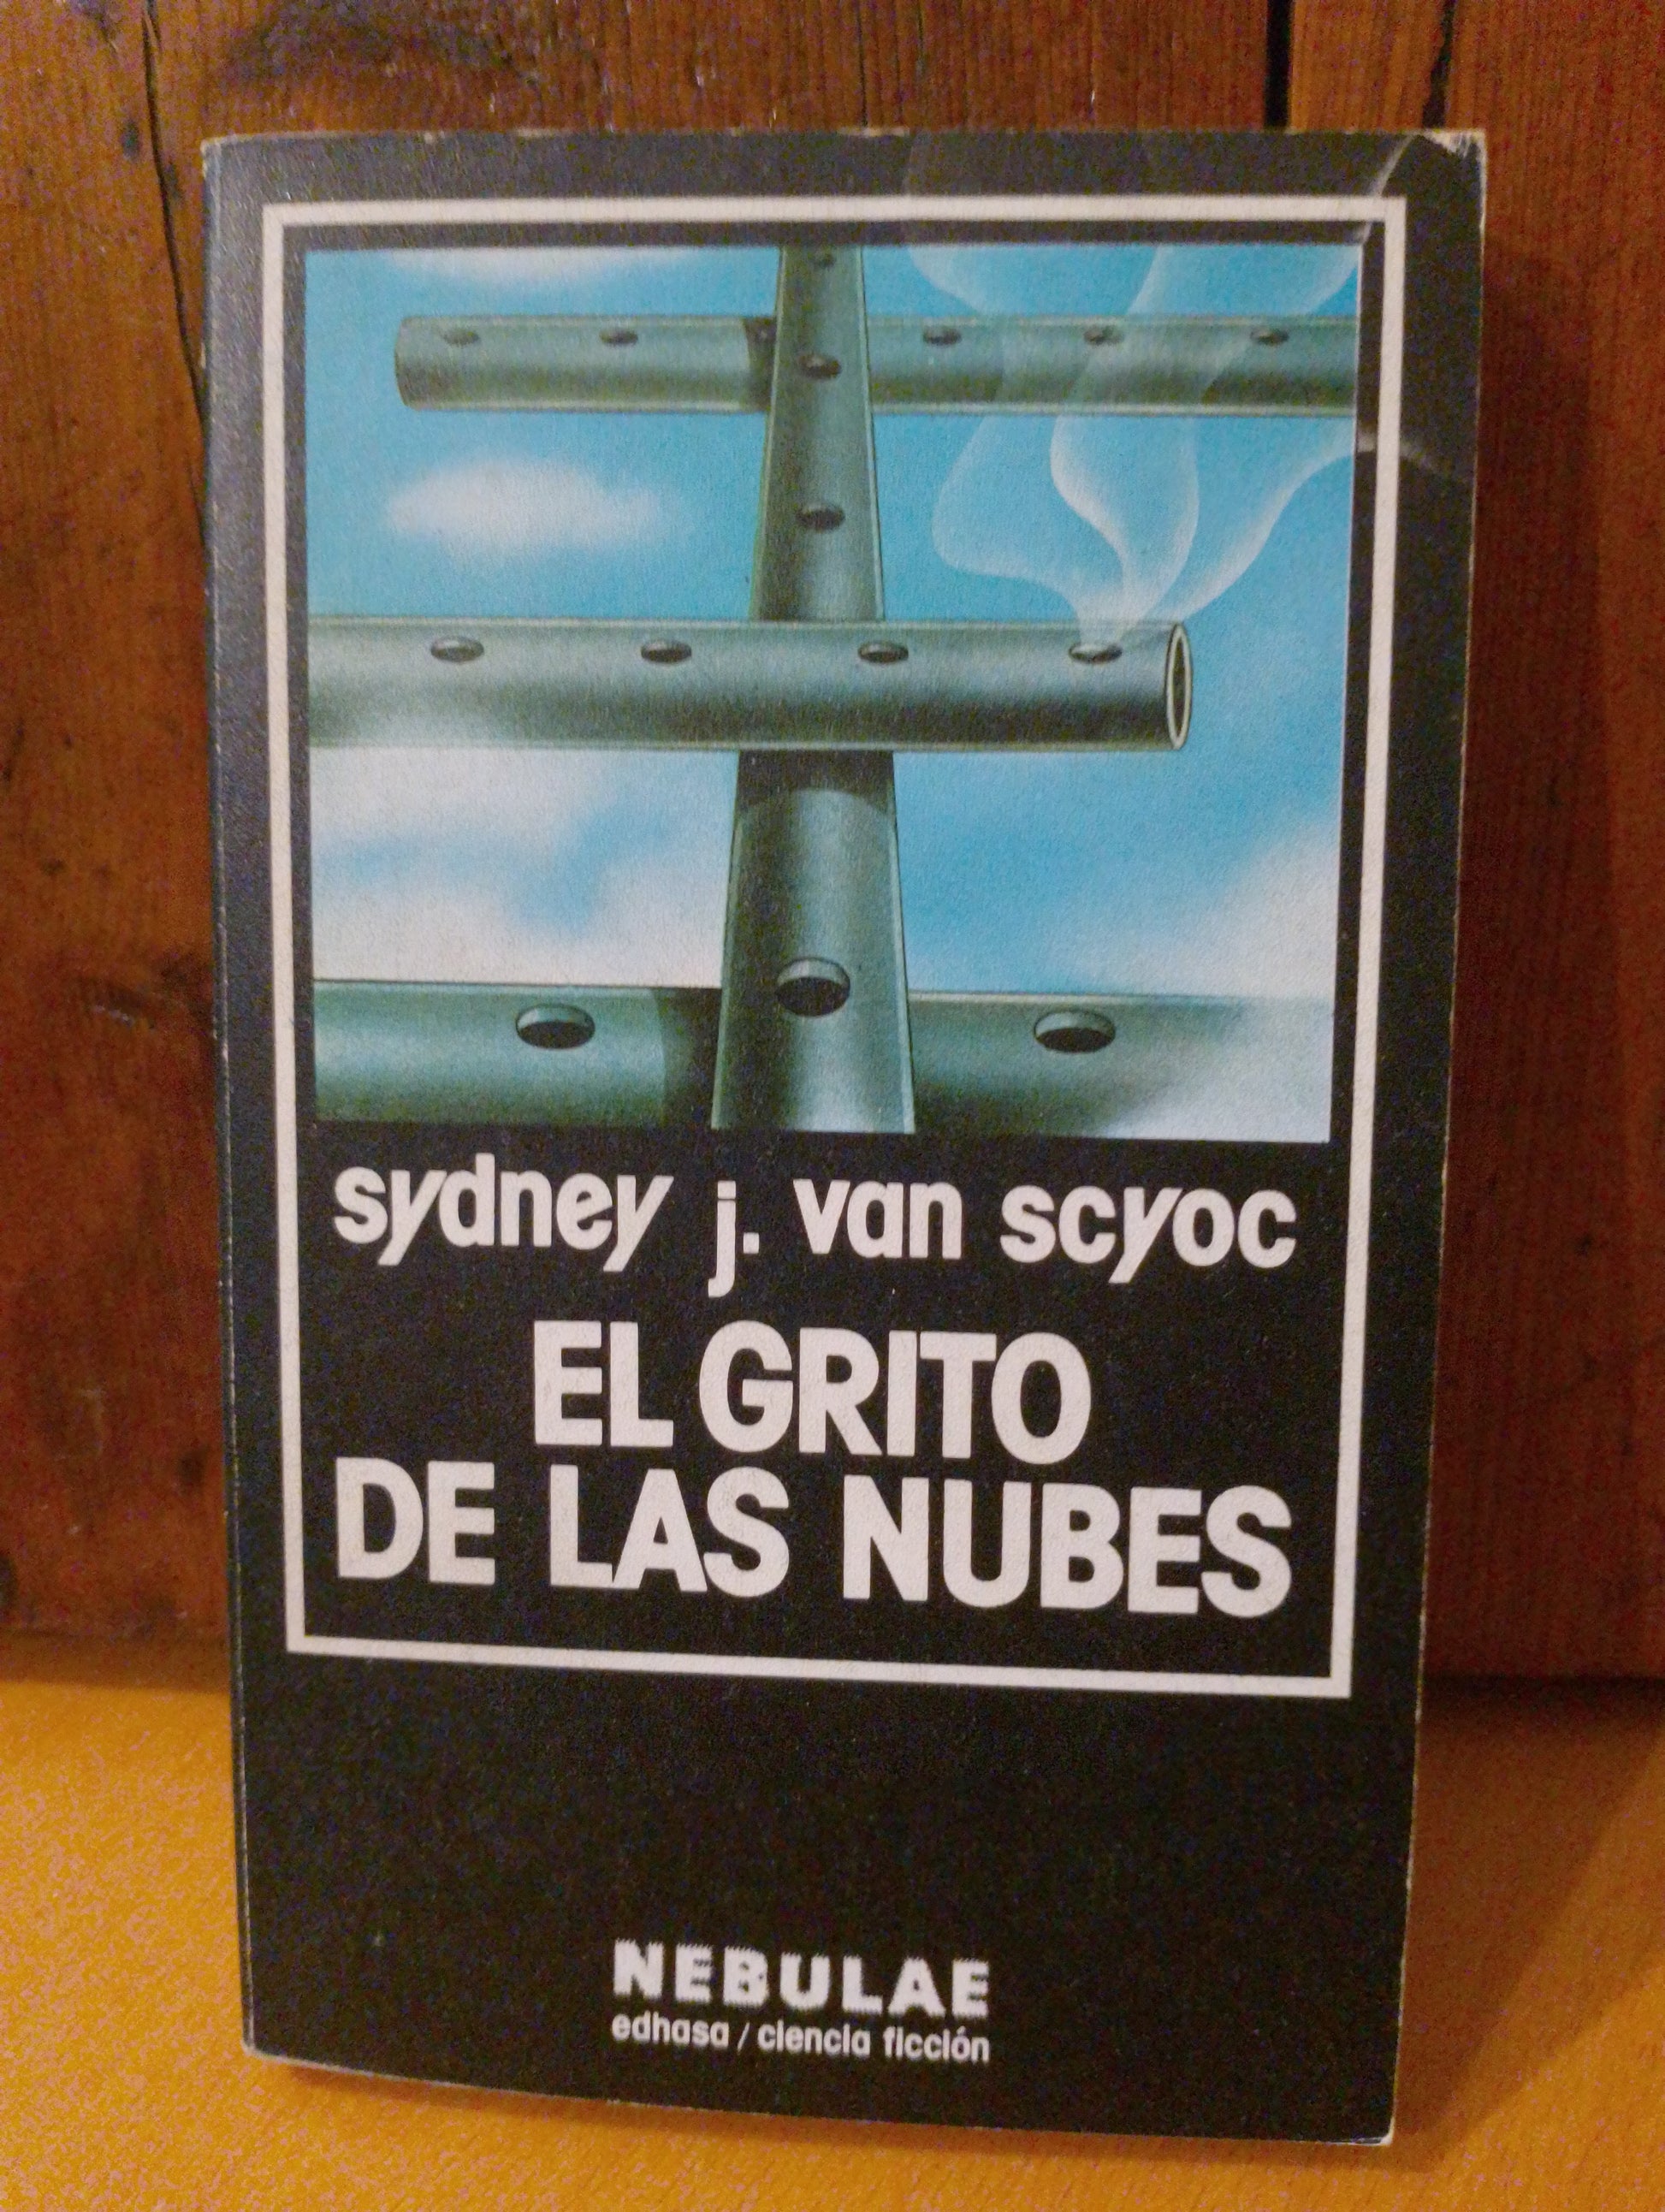 sydney j. van scyoc
EL GRITO
DE LAS NUBES
NEBULAE
edhasa / ciencia ficción